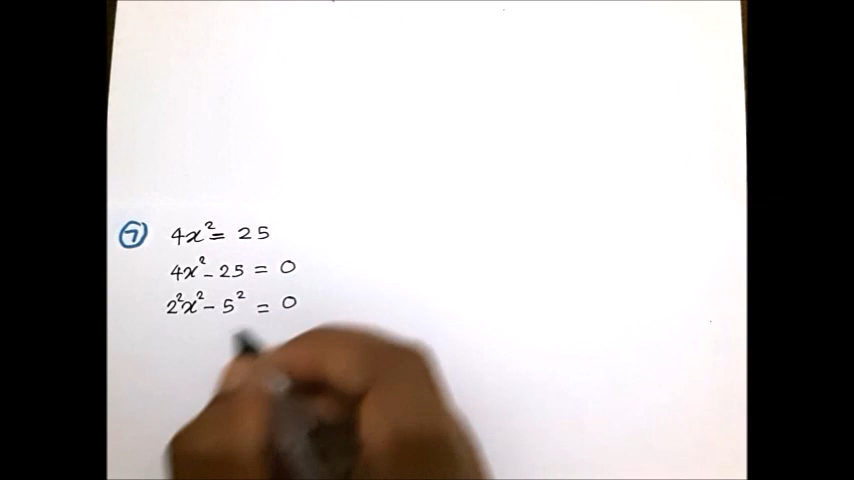 7 4x² = 25
4x² - 25 = 0
2²x² - 5² = 0